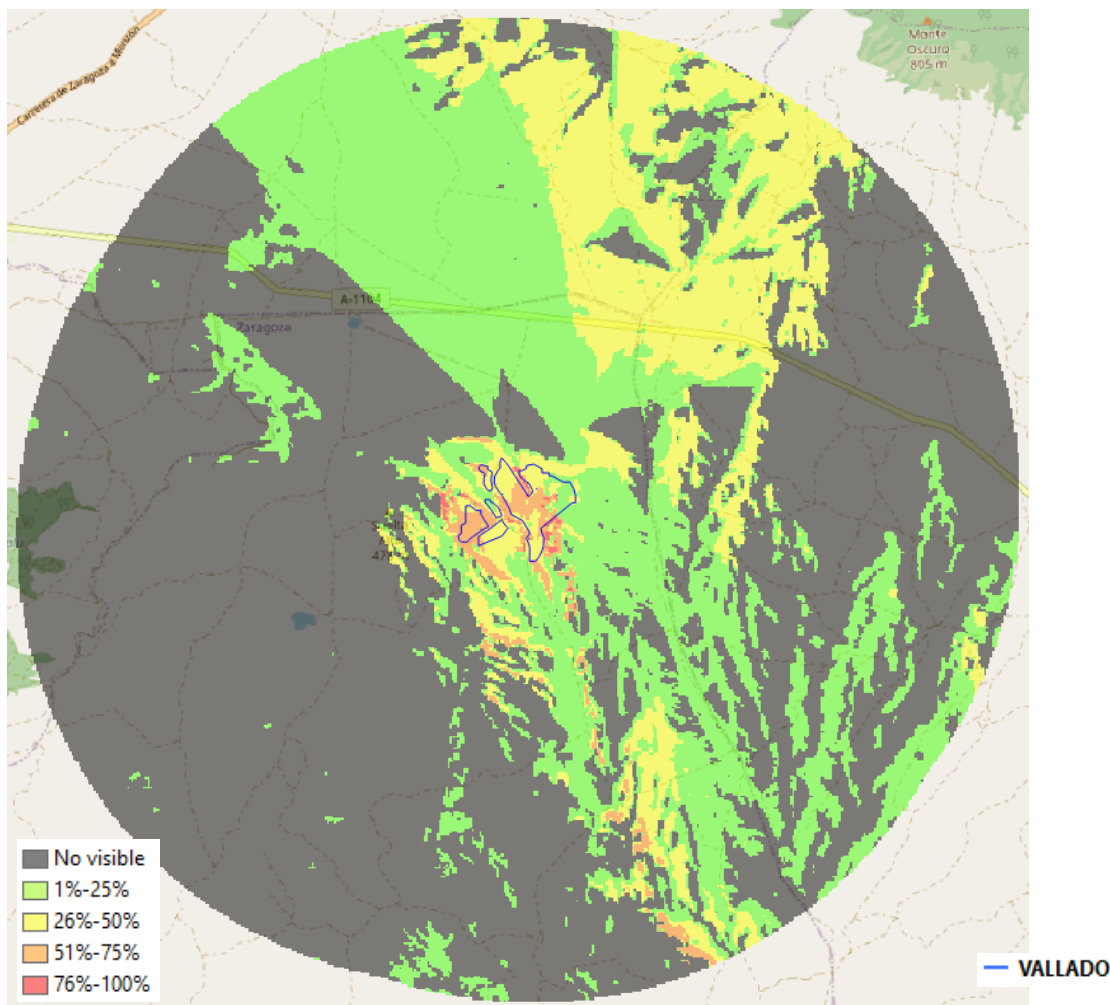 Carretera de Zaragoza a Monzón
Monte
Oscuro
805 m
A-1104
Zaragoza
No visible
1%-25%
26%-50%
51%-75%
76%-100%
VALLADO